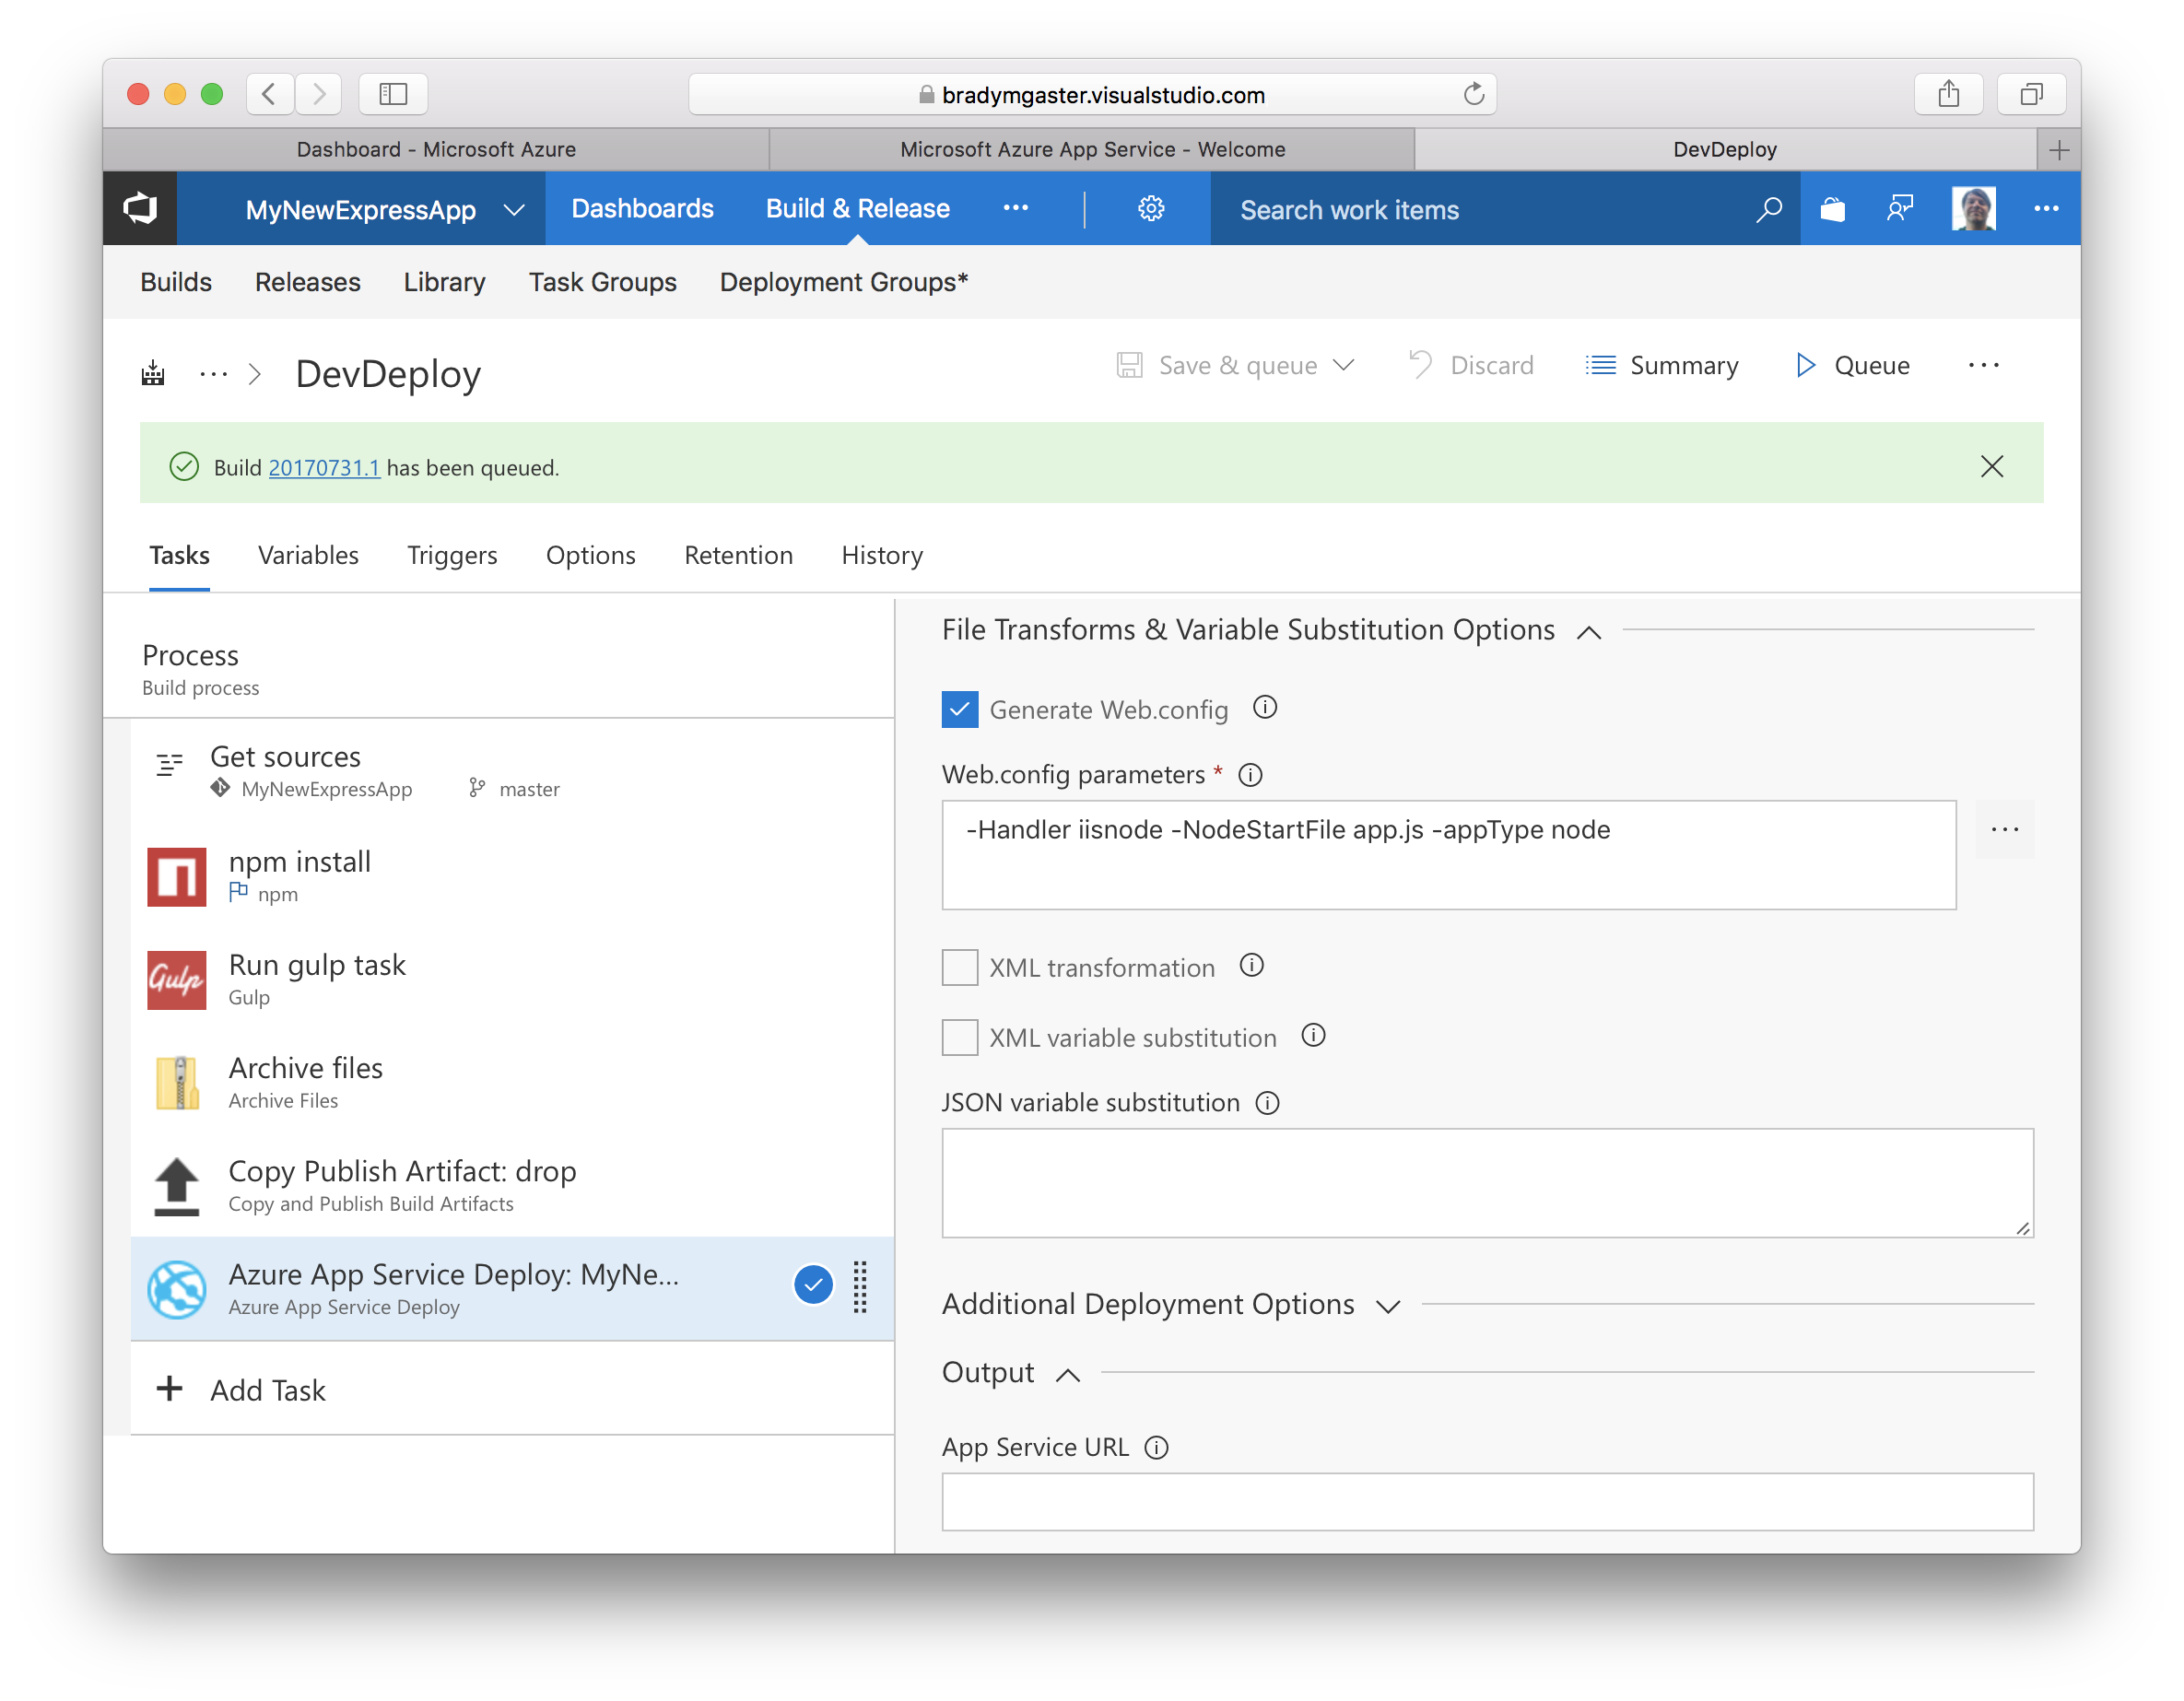 bradymgaster.visualstudio.com
Dashboard - Microsoft Azure
Microsoft Azure App Service - Welcome
DevDeploy
MyNewExpressApp
Dashboards
Build & Release
Search work items
Builds
Releases
Library
Task Groups
Deployment Groups*
DevDeploy
Save & queue
Discard
Summary
Queue
Build 20170731.1 has been queued.
Tasks
Variables
Triggers
Options
Retention
History
Process
Build process
Get sources
MyNewExpressApp
master
npm install
npm
Gulp
Run gulp task
Gulp
Archive files
Archive Files
Copy Publish Artifact: drop
Copy and Publish Build Artifacts
Azure App Service Deploy: MyNe...
Azure App Service Deploy
Add Task
File Transforms & Variable Substitution Options
Generate Web.config
Web.config parameters *
-Handler iisnode -NodeStartFile app.js -appType node
XML transformation
XML variable substitution
JSON variable substitution
Additional Deployment Options
Output
App Service URL